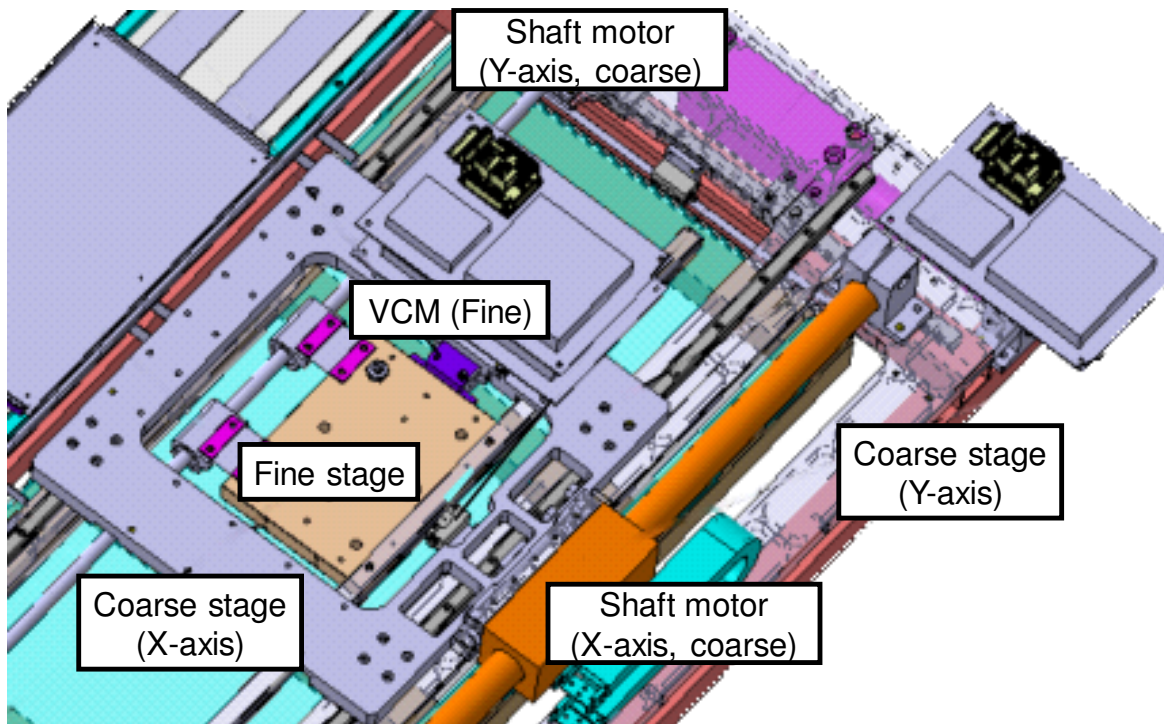 Shaft motor
(Y-axis, coarse)
VCM (Fine)
Fine stage
Coarse stage
(Y-axis)
Coarse stage
(X-axis)
Shaft motor
(X-axis, coarse)